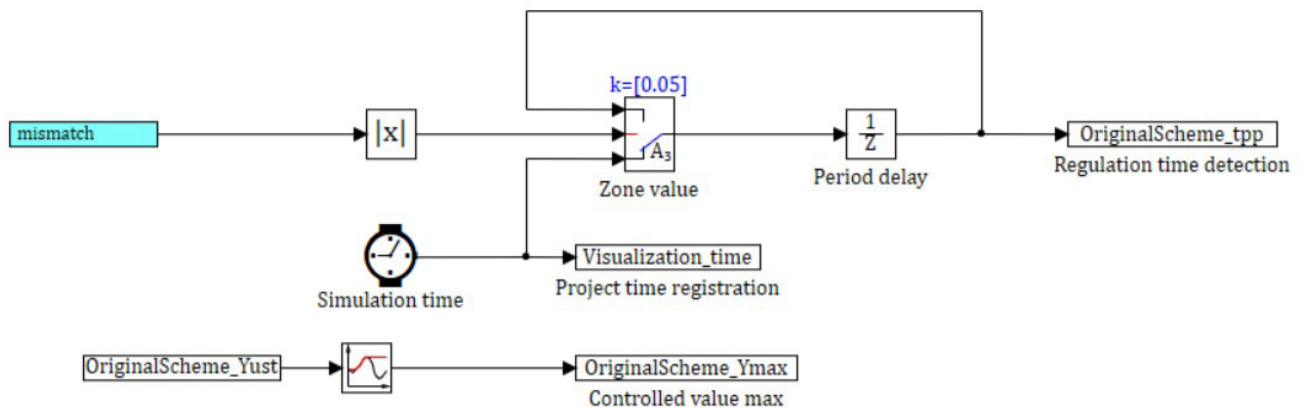 k=[0.05]
mismatch
|x|
A3
1
Z
OriginalScheme_tpp
Zone value
Period delay
Regulation time detection
Visualization_time
Simulation time
Project time registration
OriginalScheme_Yust
OriginalScheme_Ymax
Controlled value max